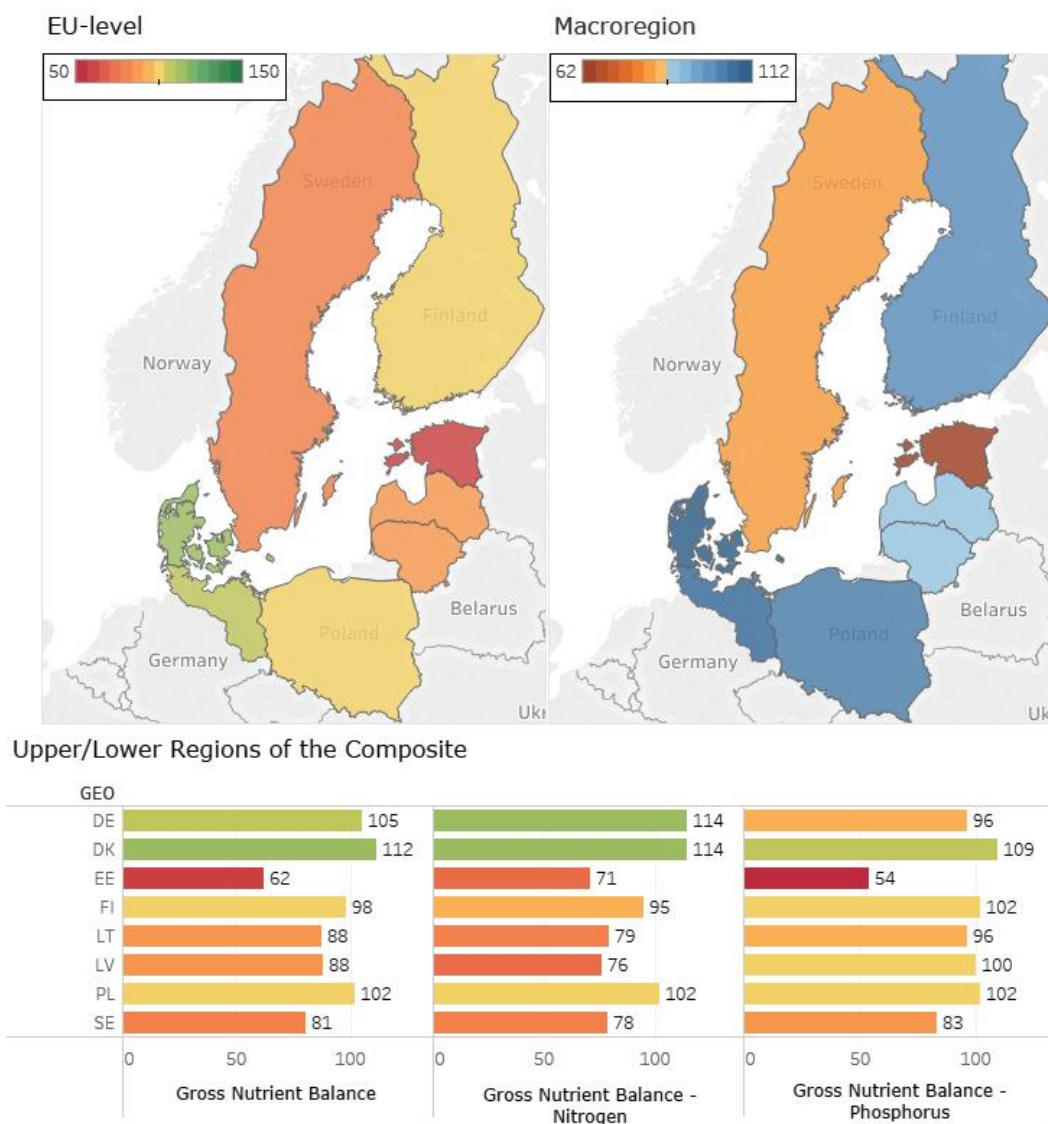 EU-level
Macroregion
50 150
62 112
Sweden
Finland
Norway
Belarus
Poland
Germany
Ukr
Sweden
Finland
Norway
Belarus
Poland
Germany
Uk
Upper/Lower Regions of the Composite
GEO
DE 105 114 96
DK 112 114 109
EE 62 71 54
FI 98 95 102
LT 88 79 96
LV 88 76 100
PL 102 102 102
SE 81 78 83
0 50 100 0 50 100 0 50 100
Gross Nutrient Balance
Gross Nutrient Balance -
Nitrogen
Gross Nutrient Balance -
Phosphorus